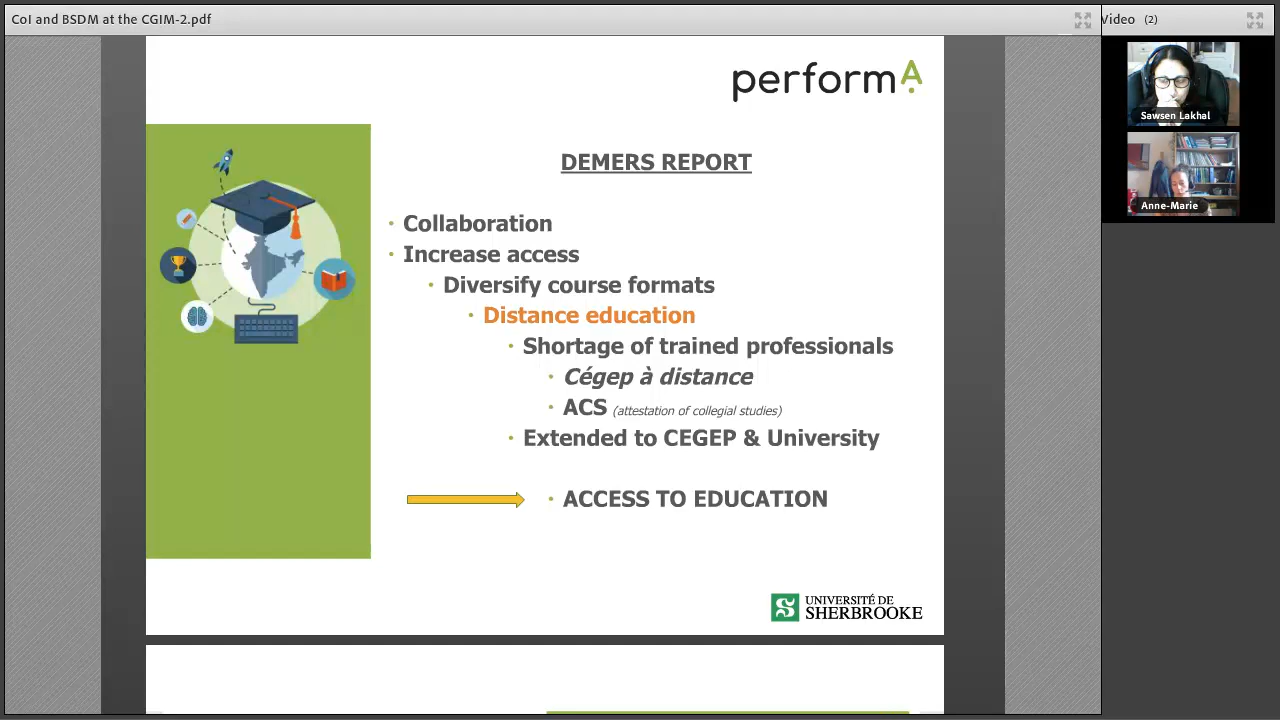 CoI and BSDM at the CGIM-2.pdf
Video (2)
performA
Sawsen Lakhal
Anne-Marie
DEMERS REPORT
• Collaboration
• Increase access
• Diversify course formats
• Distance education
• Shortage of trained professionals
• Cégep à distance
• ACS (attestation of collegial studies)
• Extended to CEGEP & University
• ACCESS TO EDUCATION
UNIVERSITÉ DE
SHERBROOKE